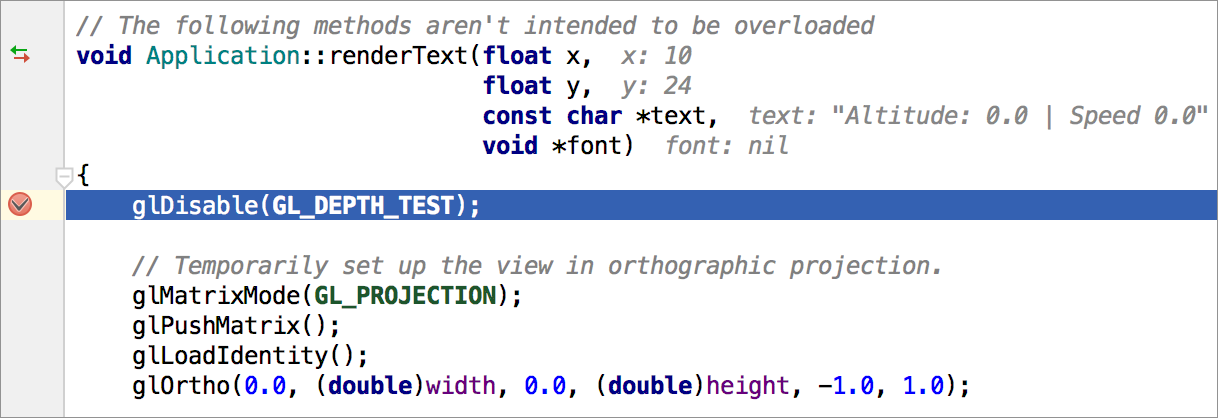 // The following methods aren't intended to be overloaded
void Application::renderText(float x,  x: 10
float y,  y: 24
const char *text,  text: "Altitude: 0.0 | Speed 0.0"
void *font)  font: nil
{
glDisable(GL_DEPTH_TEST);
// Temporarily set up the view in orthographic projection.
glMatrixMode(GL_PROJECTION);
glPushMatrix();
glLoadIdentity();
glOrtho(0.0, (double)width, 0.0, (double)height, -1.0, 1.0);